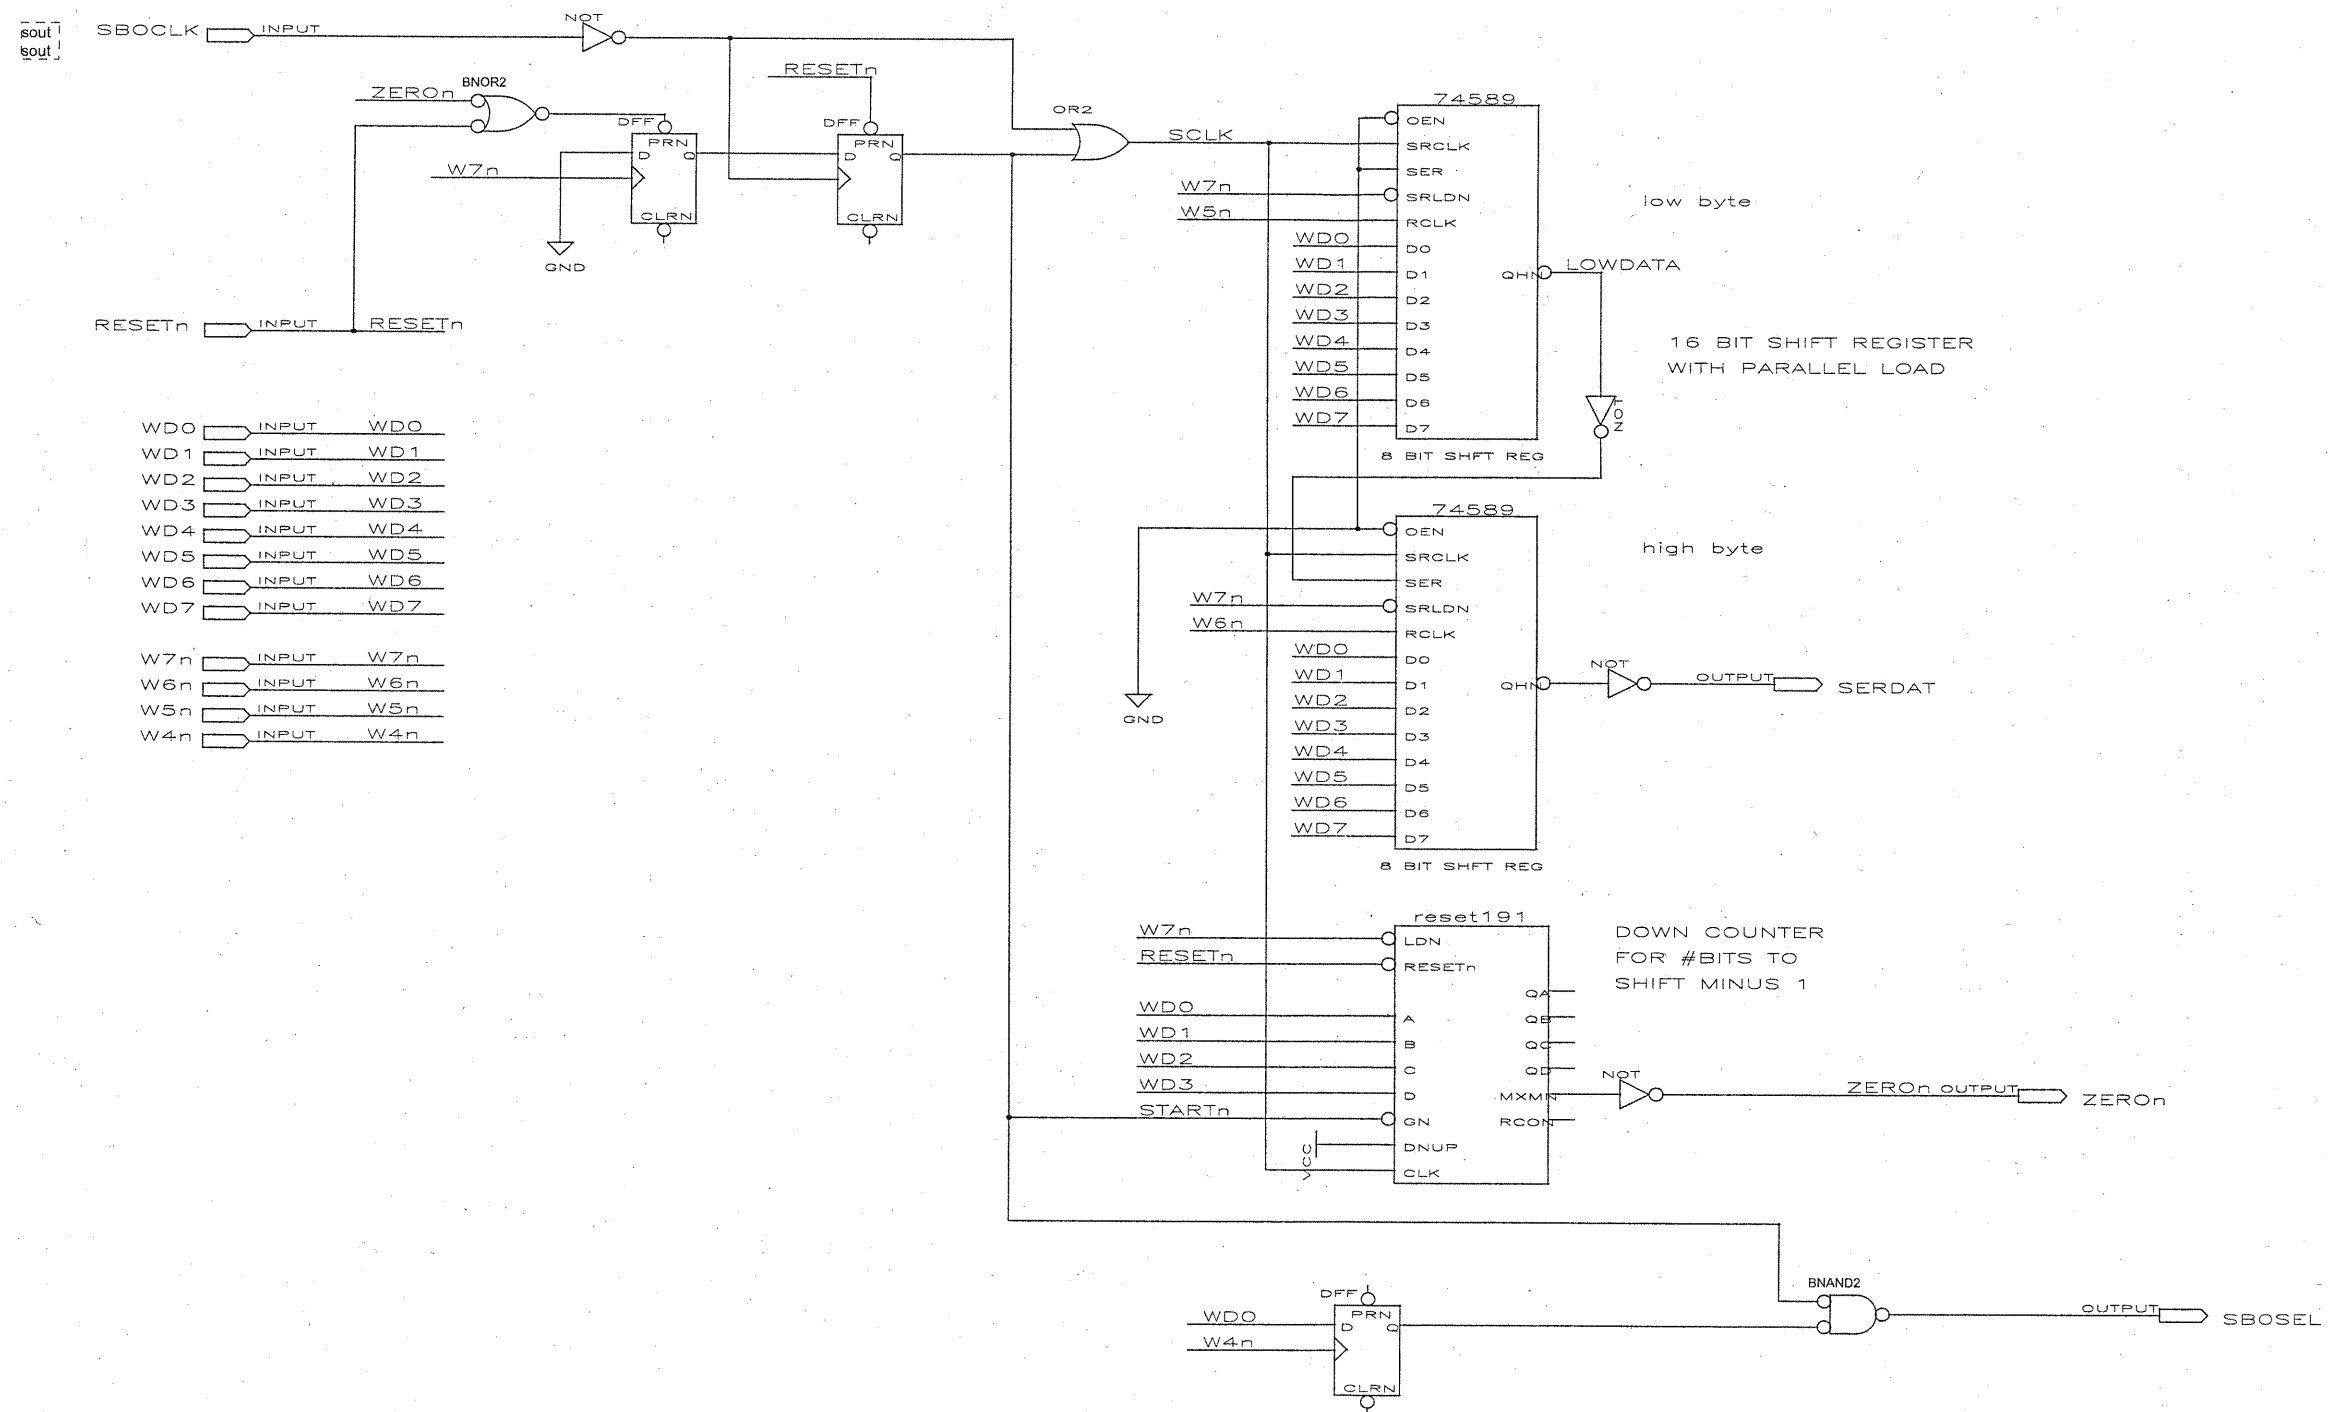 sout
sout
SBOCLK INPUT NOT
BNOR2
ZEROn
W7n
GND
DFF
PRN
D Q
CLRN
RESETn
DFF
PRN
D Q
CLRN
OR2
SCLK
RESETn INPUT RESETn
WD0 INPUT WD0
WD1 INPUT WD1
WD2 INPUT WD2
WD3 INPUT WD3
WD4 INPUT WD4
WD5 INPUT WD5
WD6 INPUT WD6
WD7 INPUT WD7
W7n INPUT W7n
W6n INPUT W6n
W5n INPUT W5n
W4n INPUT W4n
74589
OEN
SRCLK
SER
W7n SRLDN
W5n RCLK
WD0 D0
WD1 D1
WD2 D2
WD3 D3
WD4 D4
WD5 D5
WD6 D6
WD7 D7
QHN LOWDATA
NOT
8 BIT SHFT REG
low byte
16 BIT SHIFT REGISTER
WITH PARALLEL LOAD
74589
OEN
SRCLK
SER
W7n SRLDN
W6n RCLK
WD0 D0
WD1 D1
WD2 D2
WD3 D3
WD4 D4
WD5 D5
WD6 D6
WD7 D7
QHN NOT OUTPUT SERDAT
8 BIT SHFT REG
high byte
GND
reset191
W7n LDN
RESETn RESETn
WD0 A
WD1 B
WD2 C
WD3 D
STARTn GN
VCC DNUP
CLK
QA
QB
QC
QD
MXMN NOT ZEROn OUTPUT ZEROn
RCON
DOWN COUNTER
FOR #BITS TO
SHIFT MINUS 1
DFF
PRN
WD0 D Q
W4n
CLRN
BNAND2
OUTPUT SBOSEL